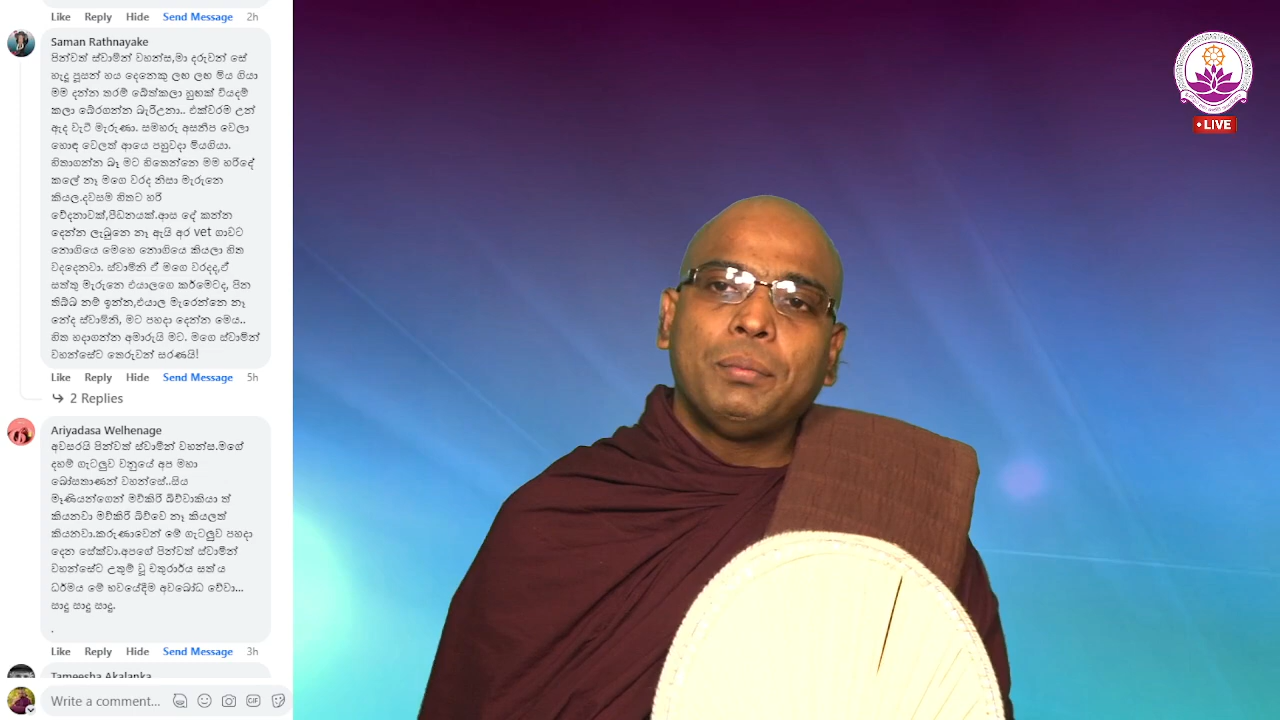 Like Reply Hide Send Message 2h
Saman Rathnayake
පින්වත් ස්වාමින් වහන්ස,මා දරුවන් සේ
හැදූ පූසන් හය දෙනෙකු ලඟ ලඟ මිය ගියා
මම දන්න තරම් බේත්කලා හුඟක් වියදම්
කලා බේරගන්න බැරිඋනා.. එක්වරම උන්
ඇද වැටී මැරුණා. සමහරු අසනීප වෙලා
හොඳ වෙලත් ආයෙ පහුවදා මියගියා.
හිතාගන්න බෑ මට හිතෙන්නෙ මම හරිදේ
කලේ නෑ මගෙ වරද නිසා මැරුනෙ
කියල.දවසම හිතට හරි
වේදනාවක්,පීඩනයක්.ආස දේ කන්න
දෙන්න ලැබුනෙ නෑ ඇයි අර vet ගාවට
නොගියෙ මෙහෙ නොගියෙ කියලා හිත
වදදෙනවා. ස්වාමීනි ඒ මගෙ වරදද,ඒ
සත්තු මැරුනෙ එයාලගෙ කර්මෙටද, පින
තිබ්බ නම් ඉන්න,එයාල මැරෙන්නෙ නෑ
නේද ස්වාමීනි, මට පහදා දෙන්න මේය..
හිත හදාගන්න අමාරුයි මට. මගෙ ස්වාමින්
වහන්සේට තෙරුවන් සරණයි!
Like Reply Hide Send Message 5h
2 Replies
Ariyadasa Welhenage
අවසරයි පින්වත් ස්වාමීන් වහන්ස.මගේ
දහම් ගැටලුව වනුයේ අප මහා
බෝසතාණන් වහන්සේ..සිය
මෑණියන්ගෙන් මව්කිරි බිව්වාකියා ත්
කියනවා මව්කිරි බිව්වෙ නෑ කියලත්
කියනවා.කරුණාවෙන් මේ ගැටලුව පහදා
දෙන සේක්වා.අපගේ පින්වත් ස්වාමීන්
වහන්සේට උතුම් වූ චතුරාර්ය සත්‍ය
ධර්මය මේ භවයේදීම අවබෝධ වේවා...
සාදු සාදු සාදු.
.
Like Reply Hide Send Message 3h
Tameesha Akalanka
Write a comment...
GIF
• LIVE